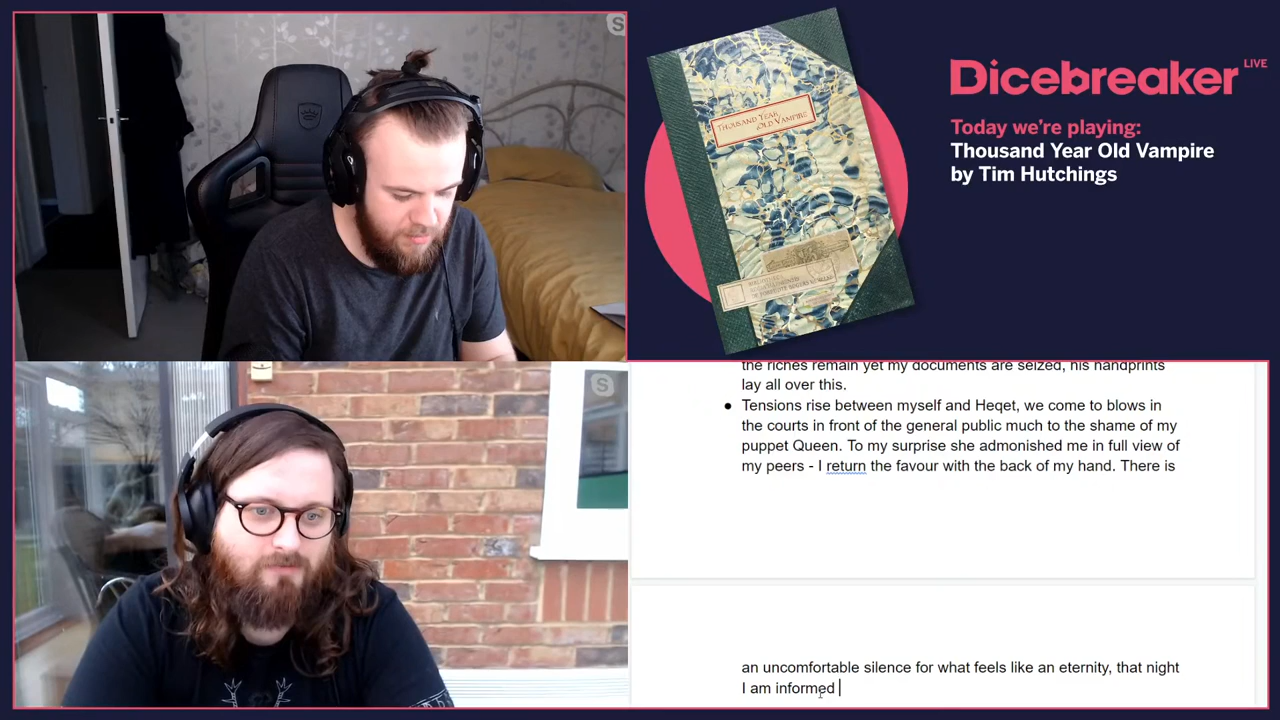 THOUSAND YEAR
OLD VAMPIRE
Dicebreaker LIVE
Today we're playing:
Thousand Year Old Vampire
by Tim Hutchings
the riches remain yet my documents are seized, his handprints
lay all over this.
● Tensions rise between myself and Heqet, we come to blows in
the courts in front of the general public much to the shame of my
puppet Queen. To my surprise she admonished me in full view of
my peers - I return the favour with the back of my hand. There is
an uncomfortable silence for what feels like an eternity, that night
I am informed